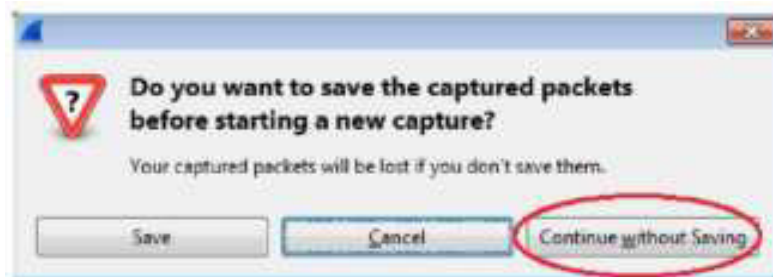 ?
Do you want to save the captured packets
before starting a new capture?
Your captured packets will be lost if you don't save them.
Save
Cancel
Continue without Saving